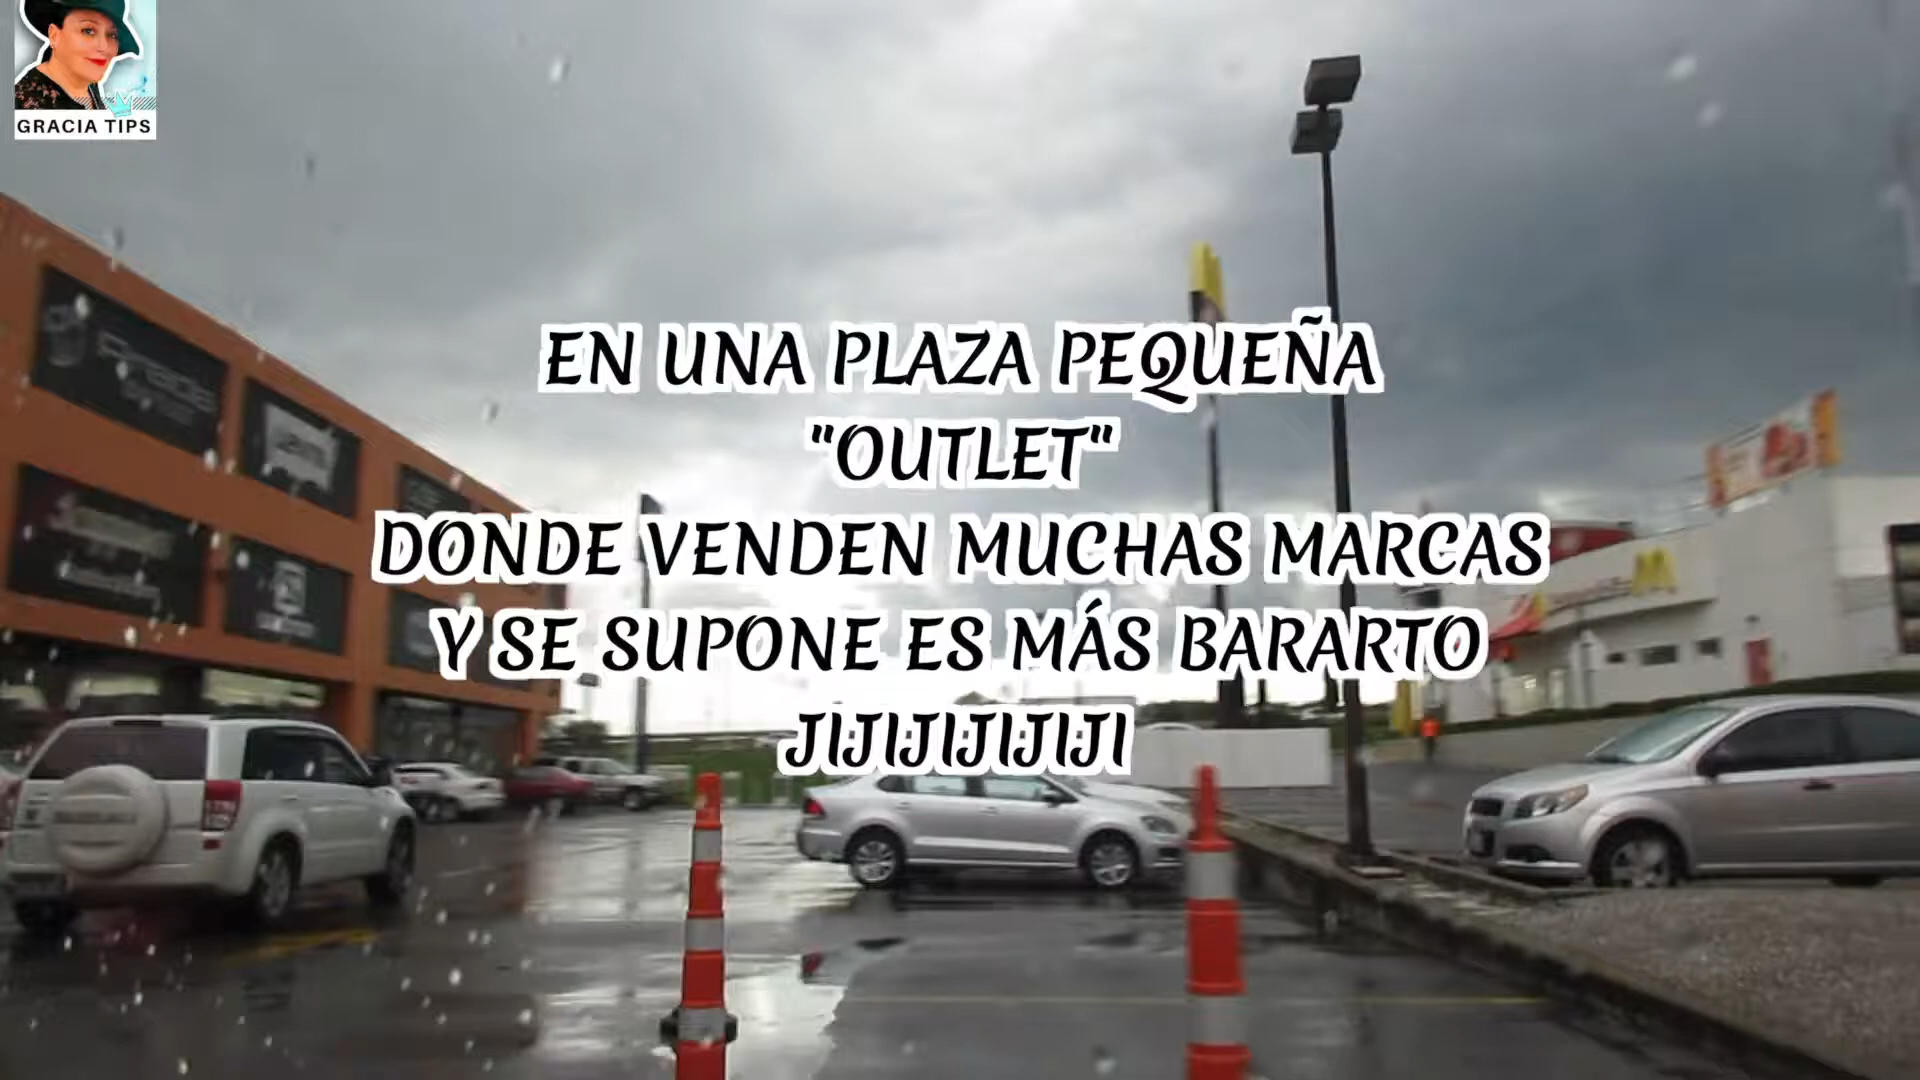 GRACIA TIPS
EN UNA PLAZA PEQUEÑA
"OUTLET"
DONDE VENDEN MUCHAS MARCAS
Y SE SUPONE ES MÁS BARARTO
JIJIJIJIJIJI